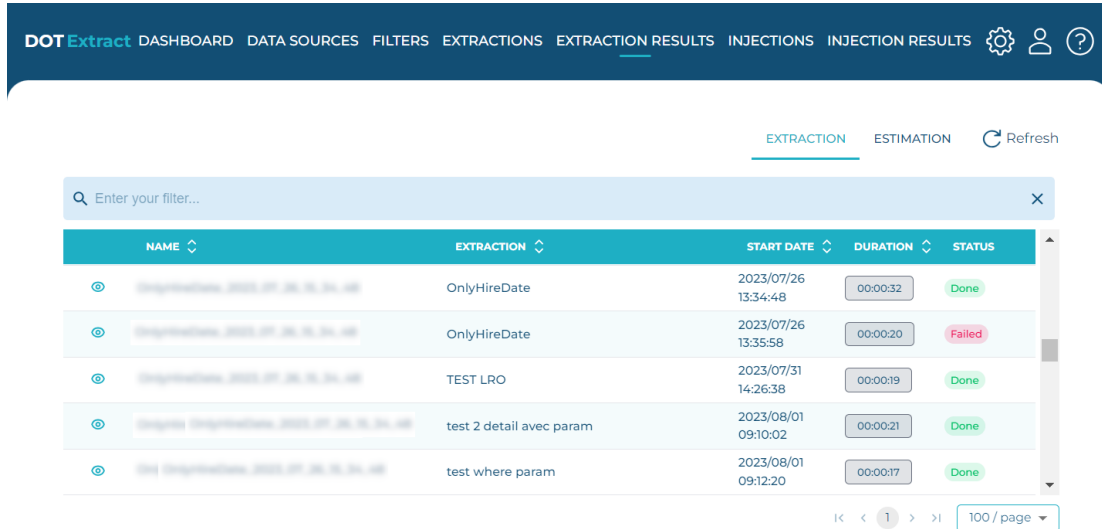 DOT Extract DASHBOARD DATA SOURCES FILTERS EXTRACTIONS EXTRACTION RESULTS INJECTIONS INJECTION RESULTS ?
EXTRACTION ESTIMATION Refresh
Enter your filter...
NAME EXTRACTION START DATE DURATION STATUS
OnlyHireDate 2023/07/26 13:34:48 00:00:32 Done
OnlyHireDate 2023/07/26 13:35:58 00:00:20 Failed
TEST LRO 2023/07/31 14:26:38 00:00:19 Done
test 2 detail avec param 2023/08/01 09:10:02 00:00:21 Done
test where param 2023/08/01 09:12:20 00:00:17 Done
1 100 / page